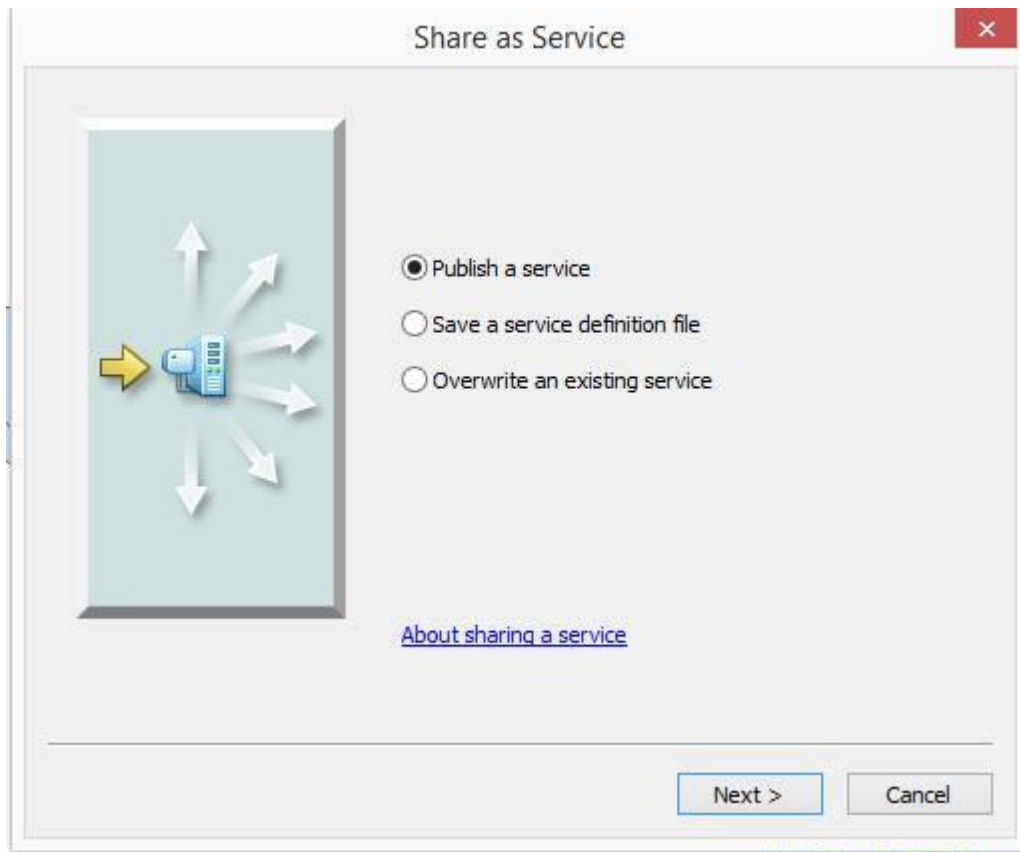 Share as Service
Publish a service
Save a service definition file
Overwrite an existing service
About sharing a service
Next >
Cancel